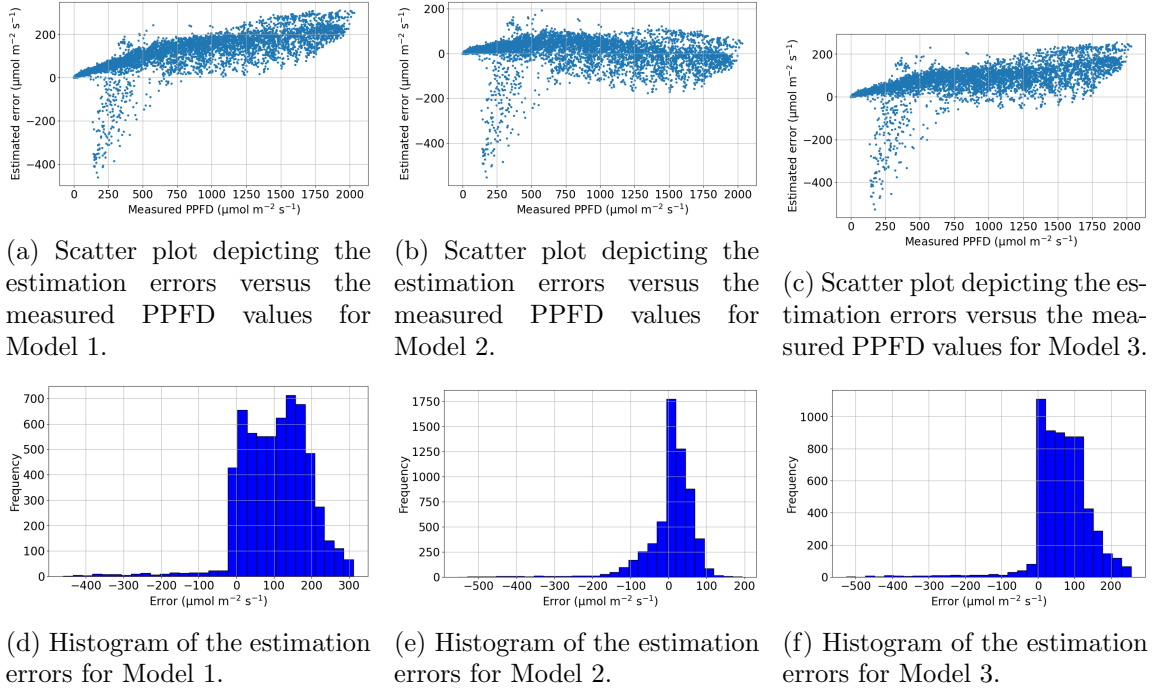 200
0
−200
−400
Estimated error (μmol m⁻² s⁻¹)
0 250 500 750 1000 1250 1500 1750 2000
Measured PPFD (μmol m⁻² s⁻¹)
(a) Scatter plot depicting the
estimation errors versus the
measured PPFD values for
Model 1.
200
0
−200
−400
Estimated error (μmol m⁻² s⁻¹)
0 250 500 750 1000 1250 1500 1750 2000
Measured PPFD (μmol m⁻² s⁻¹)
(b) Scatter plot depicting the
estimation errors versus the
measured PPFD values for
Model 2.
200
0
−200
−400
Estimated error (μmol m⁻² s⁻¹)
0 250 500 750 1000 1250 1500 1750 2000
Measured PPFD (μmol m⁻² s⁻¹)
(c) Scatter plot depicting the es-
timation errors versus the mea-
sured PPFD values for Model 3.
700
600
500
400
300
200
100
0
Frequency
−400 −300 −200 −100 0 100 200 300
Error (μmol m⁻² s⁻¹)
(d) Histogram of the estimation
errors for Model 1.
1750
1500
1250
1000
750
500
250
0
Frequency
−500 −400 −300 −200 −100 0 100 200
Error (μmol m⁻² s⁻¹)
(e) Histogram of the estimation
errors for Model 2.
1000
800
600
400
200
0
Frequency
−500 −400 −300 −200 −100 0 100 200
Error (μmol m⁻² s⁻¹)
(f) Histogram of the estimation
errors for Model 3.